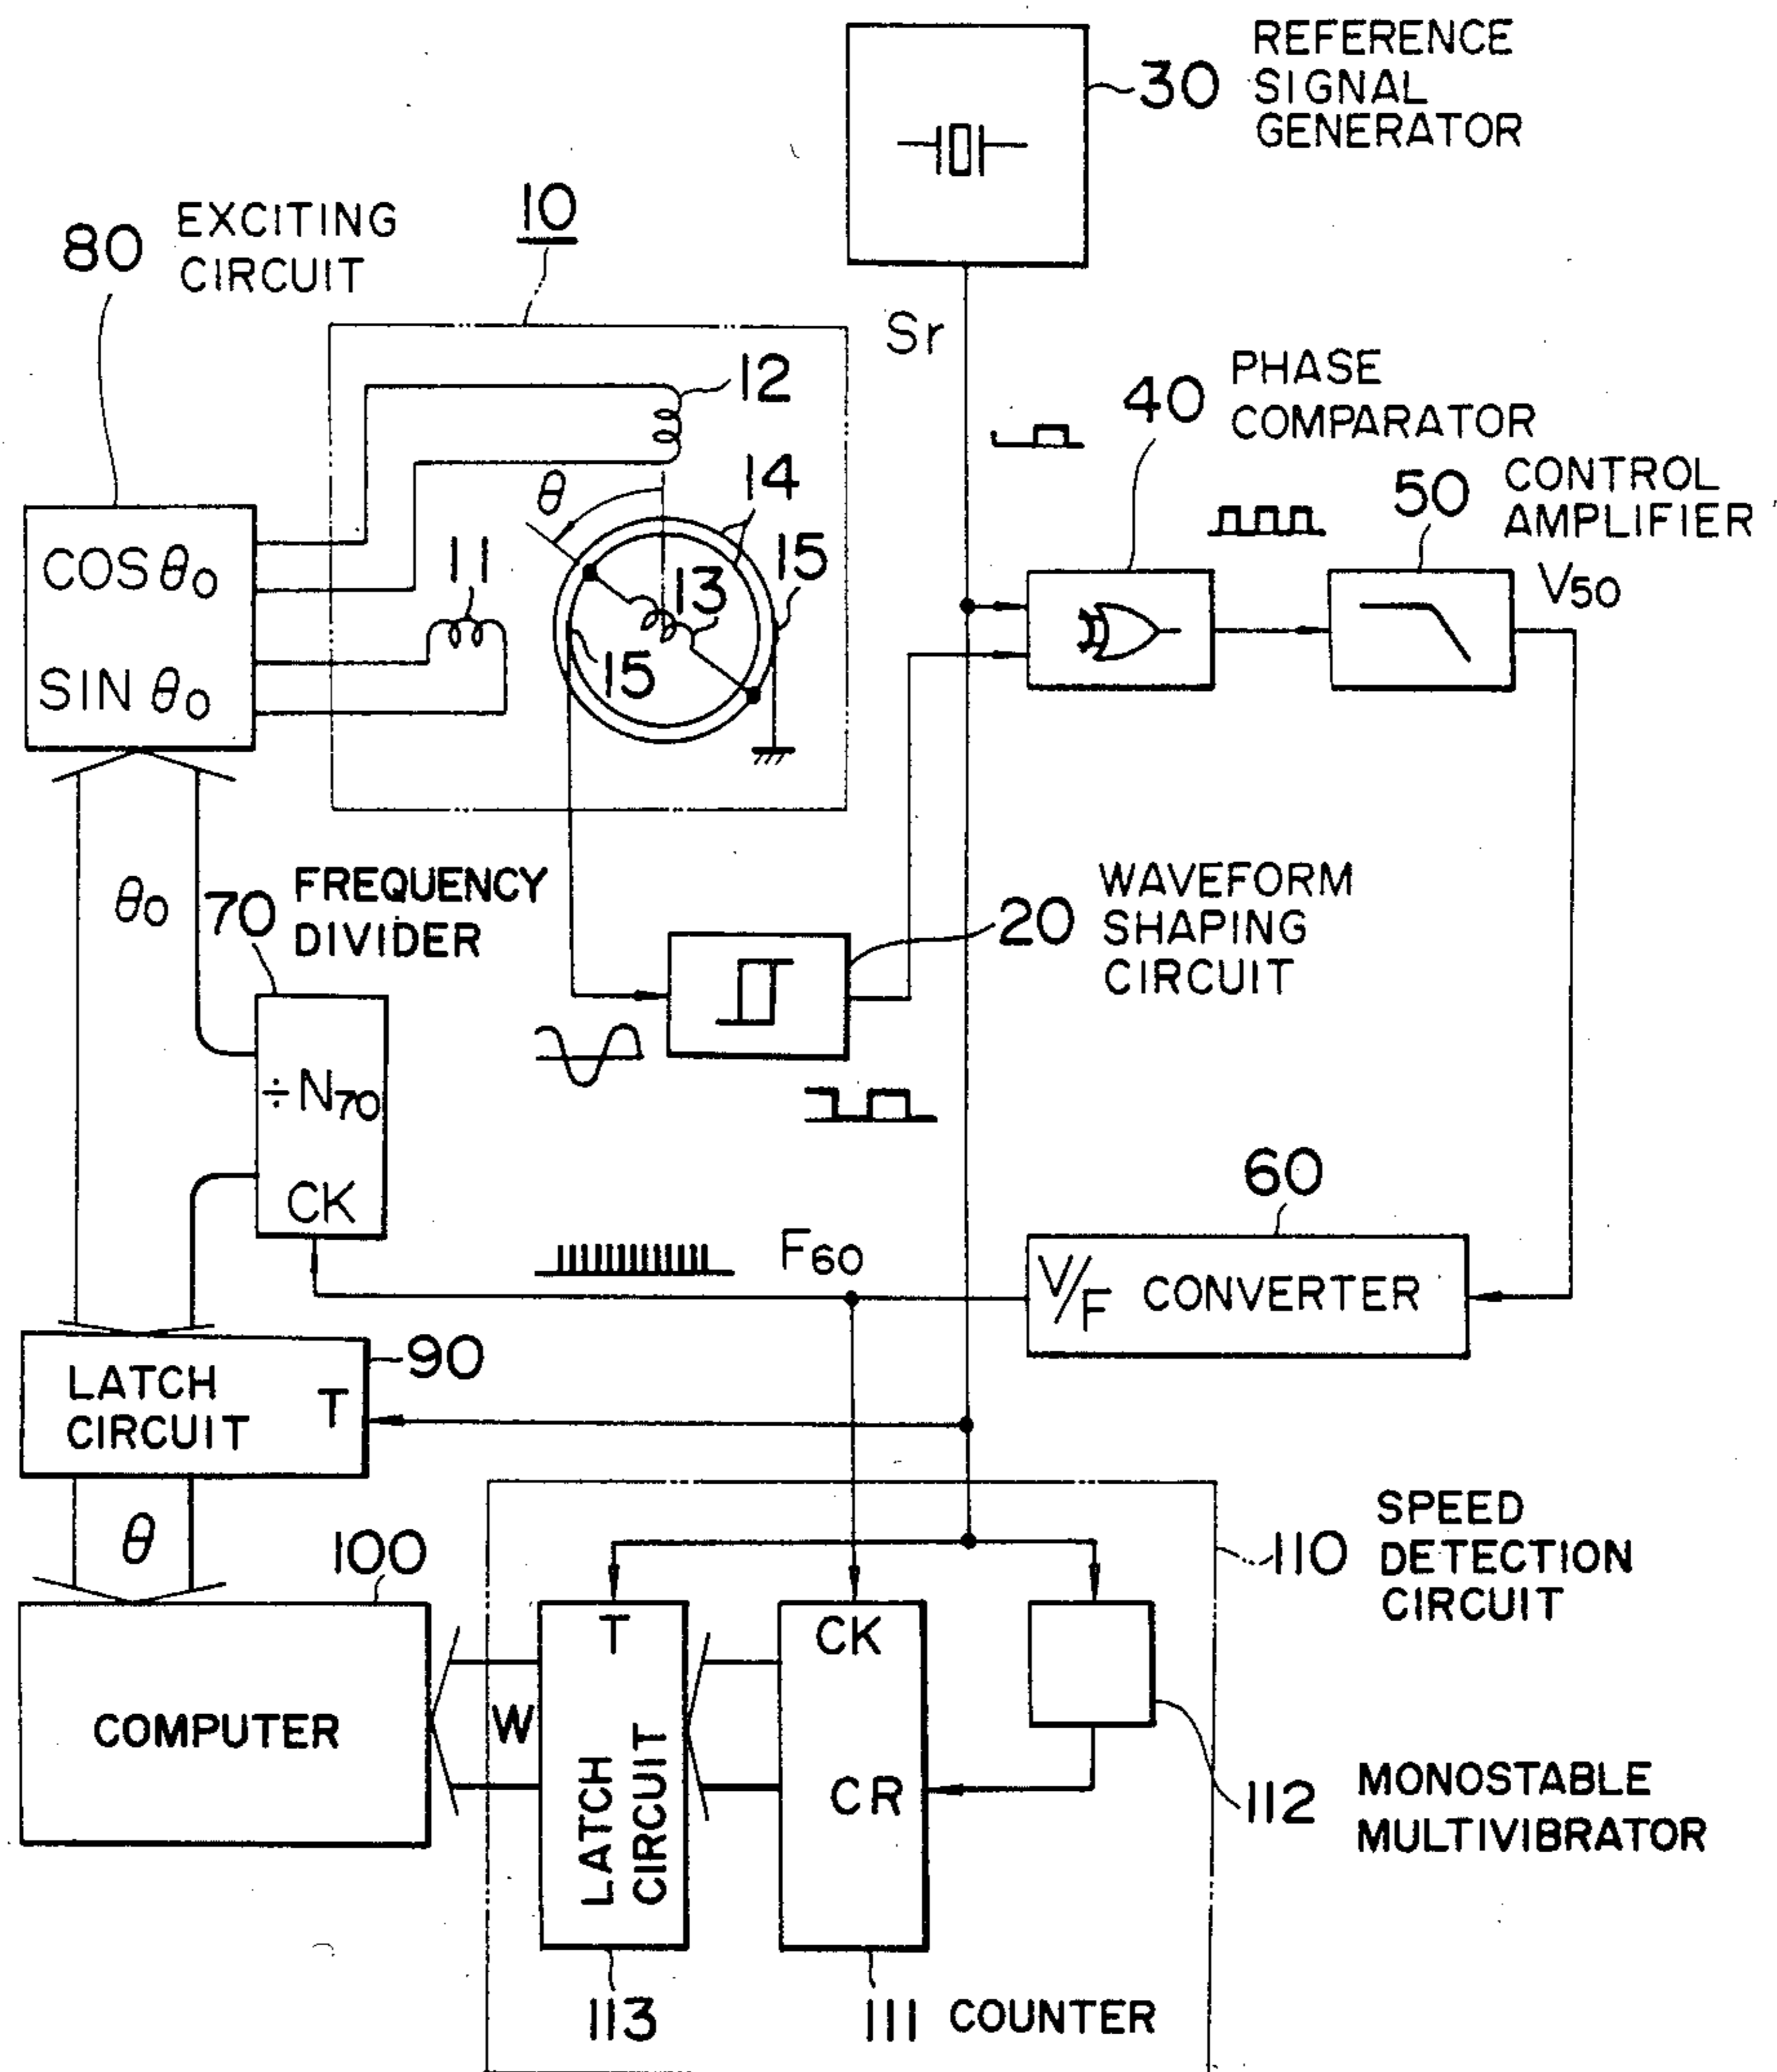 30 REFERENCE
SIGNAL
GENERATOR
10
80 EXCITING
CIRCUIT
Sr
12
40 PHASE
COMPARATOR
θ
14
50 CONTROL
AMPLIFIER
COS θ0
11
13
15
V50
SIN θ0
15
θ0
70 FREQUENCY
DIVIDER
20 WAVEFORM
SHAPING
CIRCUIT
÷N70
CK
60
F60
V/F CONVERTER
90
LATCH
CIRCUIT
T
θ
100
110 SPEED
DETECTION
CIRCUIT
T
CK
COMPUTER
W
LATCH
CIRCUIT
CR
112 MONOSTABLE
MULTIVIBRATOR
113
111 COUNTER